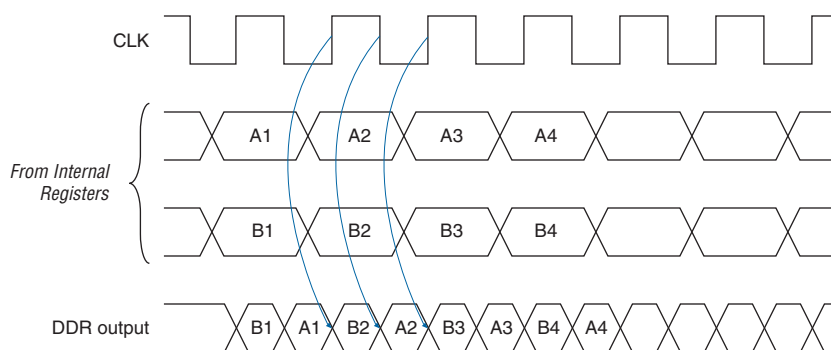 CLK
A1 A2 A3 A4
From Internal
Registers
B1 B2 B3 B4
DDR output
B1 A1 B2 A2 B3 A3 B4 A4